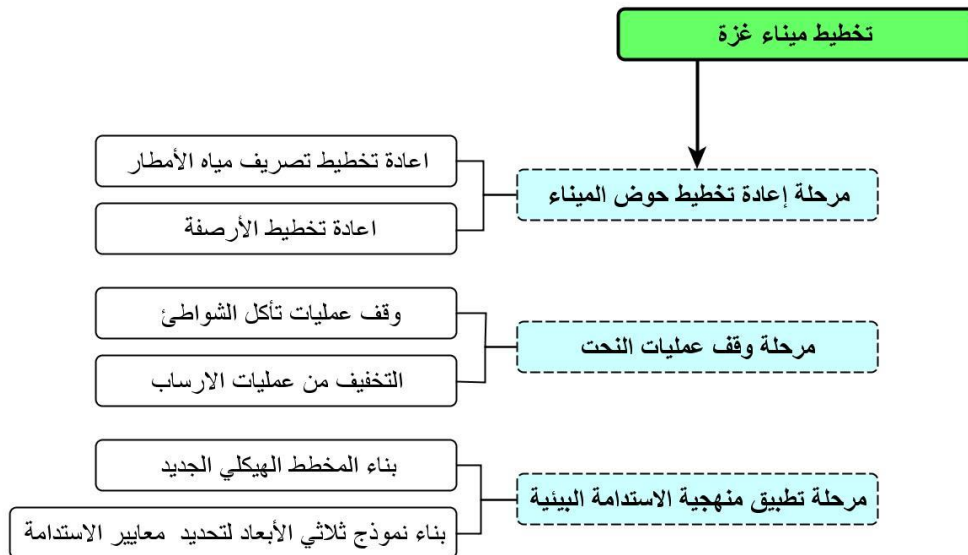 تخطيط ميناء غزة
مرحلة إعادة تخطيط حوض الميناء
اعادة تخطيط تصريف مياه الأمطار
اعادة تخطيط الأرصفة
مرحلة وقف عمليات النحت
وقف عمليات تأكل الشواطئ
التخفيف من عمليات الارساب
مرحلة تطبيق منهجية الاستدامة البيئية
بناء المخطط الهيكلي الجديد
بناء نموذج ثلاثي الأبعاد لتحديد معايير الاستدامة